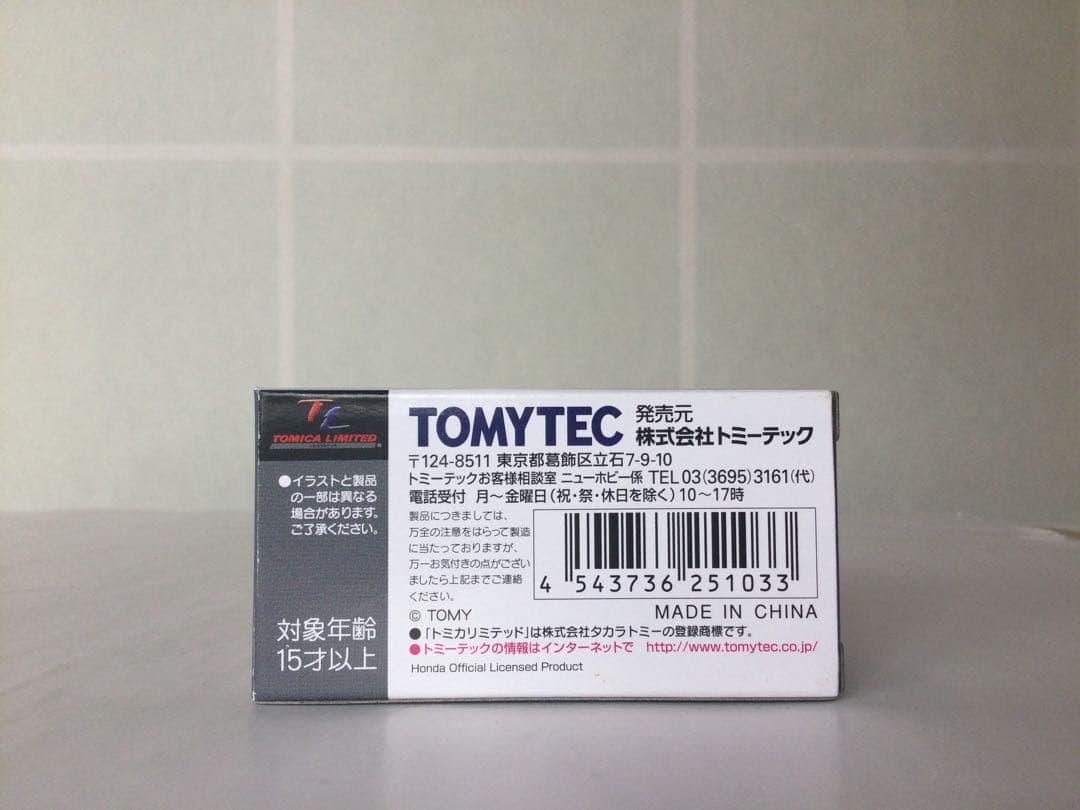 TL
TOMICA LIMITED
●イラストと製品
の一部は異なる
場合があります。
ご了承ください。
対象年齢
15才以上
TOMYTEC 発売元
株式会社トミーテック
〒124-8511 東京都葛飾区立石7-9-10
トミーテックお客様相談室 ニューホビー係 TEL 03(3695)3161(代)
電話受付 月〜金曜日(祝・祭・休日を除く)10〜17時
製品につきましては、
万全の注意をはらって製造
に当たっておりますが、
万一お気付きの点がござい
ましたら上記までご連絡
ください。
4 543736 251033
© TOMY MADE IN CHINA
●「トミカリミテッド」は株式会社タカラトミーの登録商標です。
●トミーテックの情報はインターネットで http://www.tomytec.co.jp/
Honda Official Licensed Product